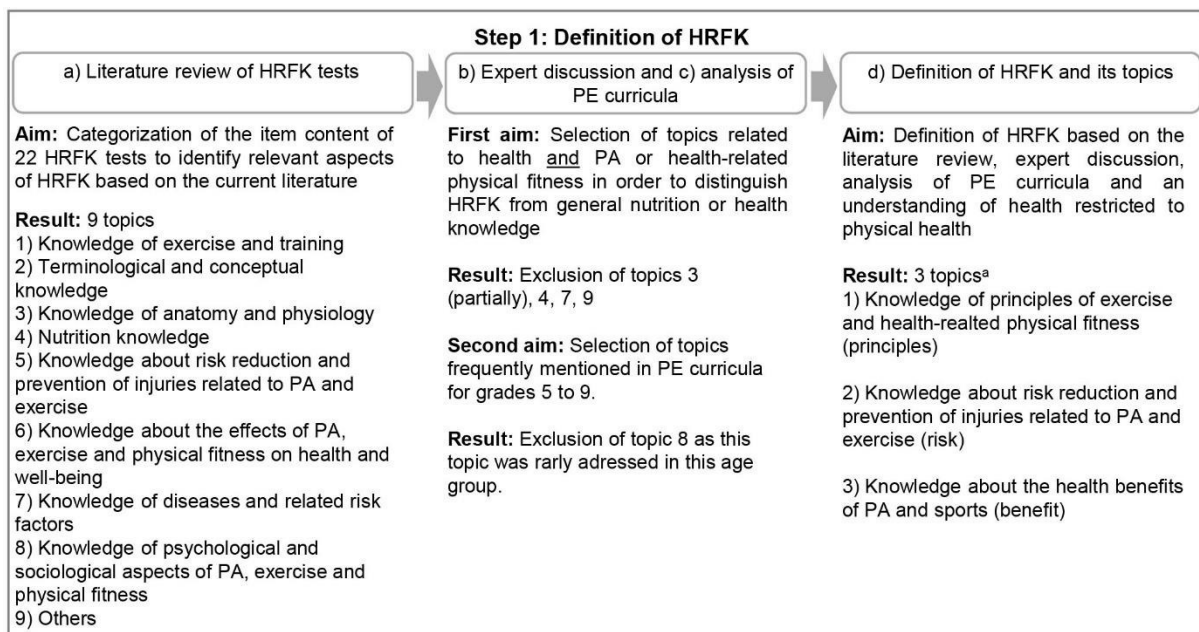 Step 1: Definition of HRFK
a) Literature review of HRFK tests
Aim: Categorization of the item content of
22 HRFK tests to identify relevant aspects
of HRFK based on the current literature
Result: 9 topics
1) Knowledge of exercise and training
2) Terminological and conceptual
knowledge
3) Knowledge of anatomy and physiology
4) Nutrition knowledge
5) Knowledge about risk reduction and
prevention of injuries related to PA and
exercise
6) Knowledge about the effects of PA,
exercise and physical fitness on health and
well-being
7) Knowledge of diseases and related risk
factors
8) Knowledge of psychological and
sociological aspects of PA, exercise and
physical fitness
9) Others
b) Expert discussion and c) analysis of
PE curricula
First aim: Selection of topics related
to health and PA or health-related
physical fitness in order to distinguish
HRFK from general nutrition or health
knowledge
Result: Exclusion of topics 3
(partially), 4, 7, 9
Second aim: Selection of topics
frequently mentioned in PE curricula
for grades 5 to 9.
Result: Exclusion of topic 8 as this
topic was rarly adressed in this age
group.
d) Definition of HRFK and its topics
Aim: Definition of HRFK based on the
literature review, expert discussion,
analysis of PE curricula and an
understanding of health restricted to
physical health
Result: 3 topicsᵃ
1) Knowledge of principles of exercise
and health-realted physical fitness
(principles)
2) Knowledge about risk reduction and
prevention of injuries related to PA and
exercise (risk)
3) Knowledge about the health benefits
of PA and sports (benefit)